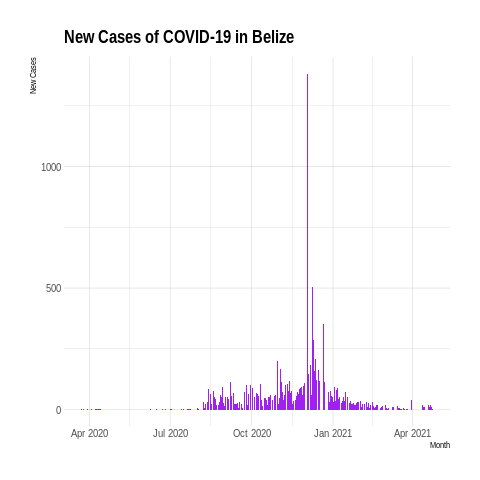 New Cases of COVID-19 in Belize
New Cases
1000
500
0
Apr 2020
Jul 2020
Oct 2020
Jan 2021
Apr 2021
Month